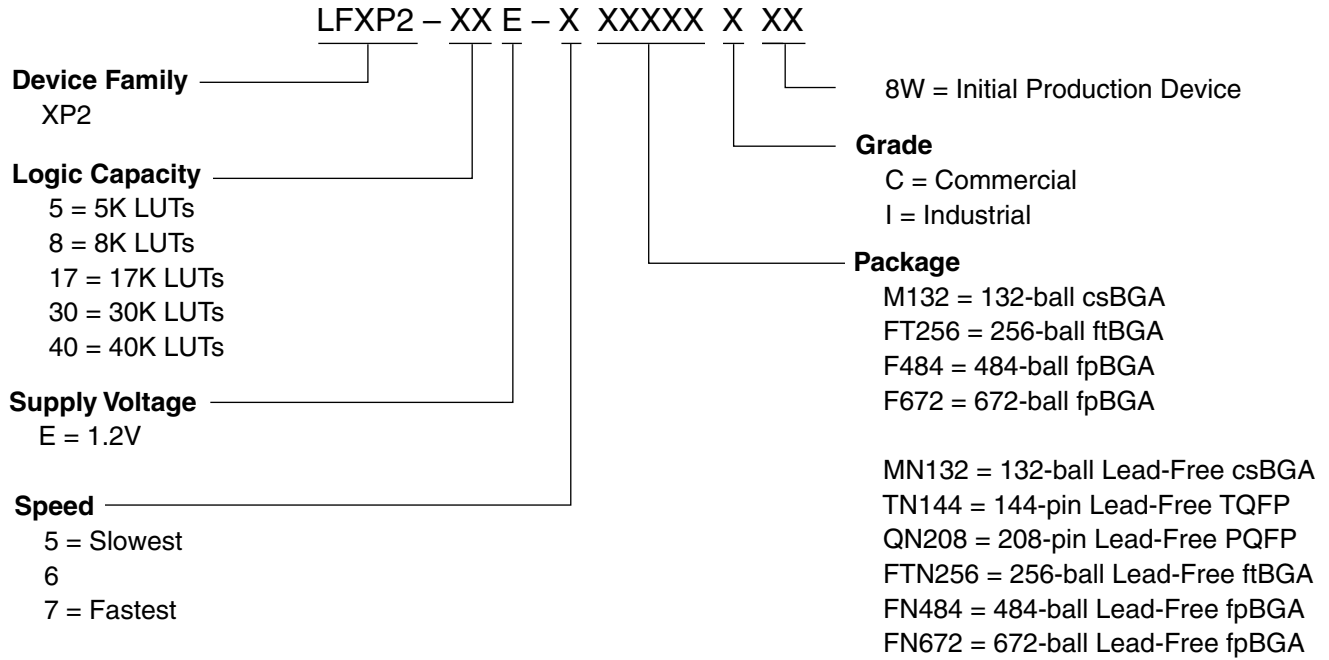 LFXP2 – XX E – X XXXXX X XX
Device Family
XP2
Logic Capacity
5 = 5K LUTs
8 = 8K LUTs
17 = 17K LUTs
30 = 30K LUTs
40 = 40K LUTs
Supply Voltage
E = 1.2V
Speed
5 = Slowest
6
7 = Fastest
8W = Initial Production Device
Grade
C = Commercial
I = Industrial
Package
M132 = 132-ball csBGA
FT256 = 256-ball ftBGA
F484 = 484-ball fpBGA
F672 = 672-ball fpBGA
MN132 = 132-ball Lead-Free csBGA
TN144 = 144-pin Lead-Free TQFP
QN208 = 208-pin Lead-Free PQFP
FTN256 = 256-ball Lead-Free ftBGA
FN484 = 484-ball Lead-Free fpBGA
FN672 = 672-ball Lead-Free fpBGA